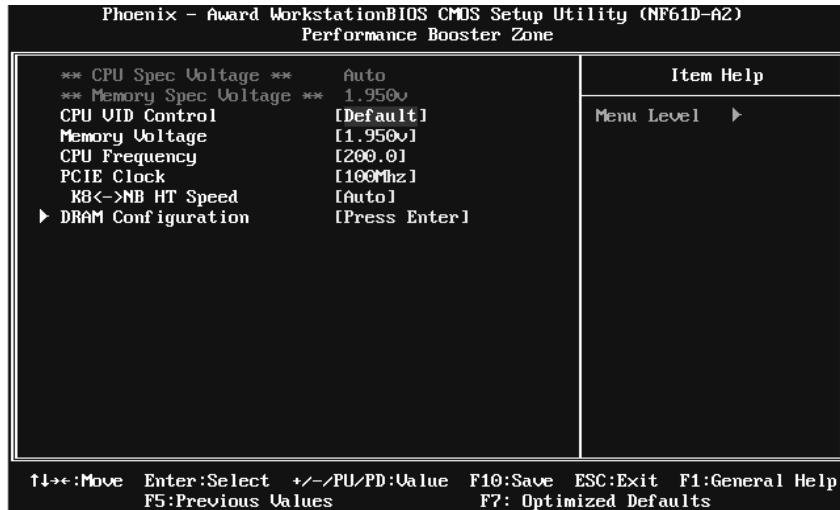 Phoenix - Award WorkstationBIOS CMOS Setup Utility (NF61D-A2)
Performance Booster Zone
** CPU Spec Voltage ** Auto
** Memory Spec Voltage ** 1.950v
CPU VID Control [Default]
Memory Voltage [1.950v]
CPU Frequency [200.0]
PCIE Clock [100Mhz]
K8<->NB HT Speed [Auto]
▶ DRAM Configuration [Press Enter]
Item Help
Menu Level ▶
↑↓→←:Move Enter:Select +/-/PU/PD:Value F10:Save ESC:Exit F1:General Help
F5:Previous Values F7: Optimized Defaults